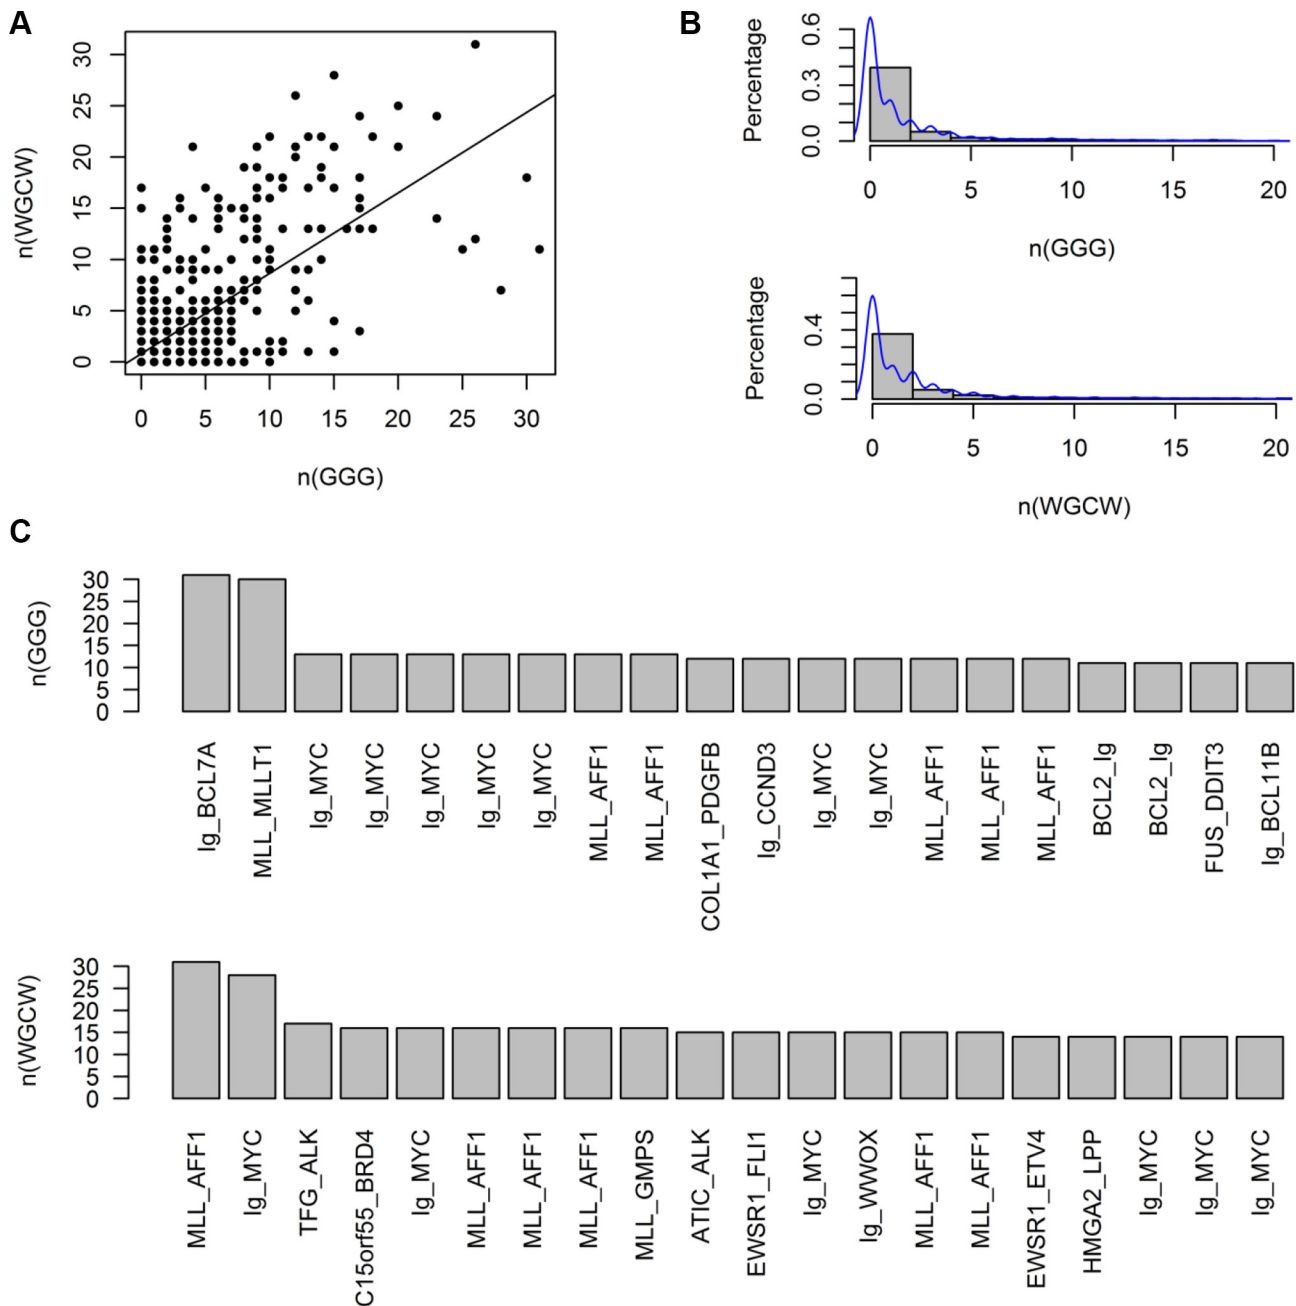 A
n(WGCW)
30
25
20
15
10
5
0
0 5 10 15 20 25 30
n(GGG)
B
Percentage
0.6
0.3
0.0
0 5 10 15 20
n(GGG)
Percentage
0.4
0.0
0 5 10 15 20
n(WGCW)
C
n(GGG)
30
25
20
15
10
5
0
Ig_BCL7A
MLL_MLLT1
Ig_MYC
Ig_MYC
Ig_MYC
Ig_MYC
Ig_MYC
MLL_AFF1
MLL_AFF1
COL1A1_PDGFB
Ig_CCND3
Ig_MYC
Ig_MYC
MLL_AFF1
MLL_AFF1
MLL_AFF1
BCL2_Ig
BCL2_Ig
FUS_DDIT3
Ig_BCL11B
n(WGCW)
30
25
20
15
10
5
0
MLL_AFF1
Ig_MYC
TFG_ALK
C15orf55_BRD4
Ig_MYC
MLL_AFF1
MLL_AFF1
MLL_AFF1
MLL_GMPS
ATIC_ALK
EWSR1_FLI1
Ig_MYC
Ig_WWOX
MLL_AFF1
MLL_AFF1
EWSR1_ETV4
HMGA2_LPP
Ig_MYC
Ig_MYC
Ig_MYC